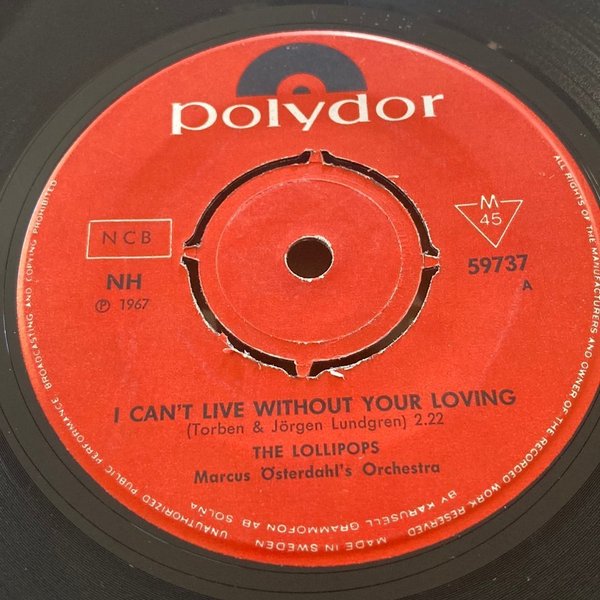 polydor
NCB
NH
℗ 1967
M
45
59737
A
I CAN'T LIVE WITHOUT YOUR LOVING
(Torben & Jörgen Lundgren) 2.22
THE LOLLIPOPS
Marcus Österdahl's Orchestra
ALL RIGHTS OF THE MANUFACTURERS AND OWNER OF THE RECORDED WORK RESERVED
UNAUTHORIZED PUBLIC PERFORMANCE BROADCASTING AND COPYING PROHIBITED
BY KARUSELL GRAMMOFON AB SOLNA
MADE IN SWEDEN